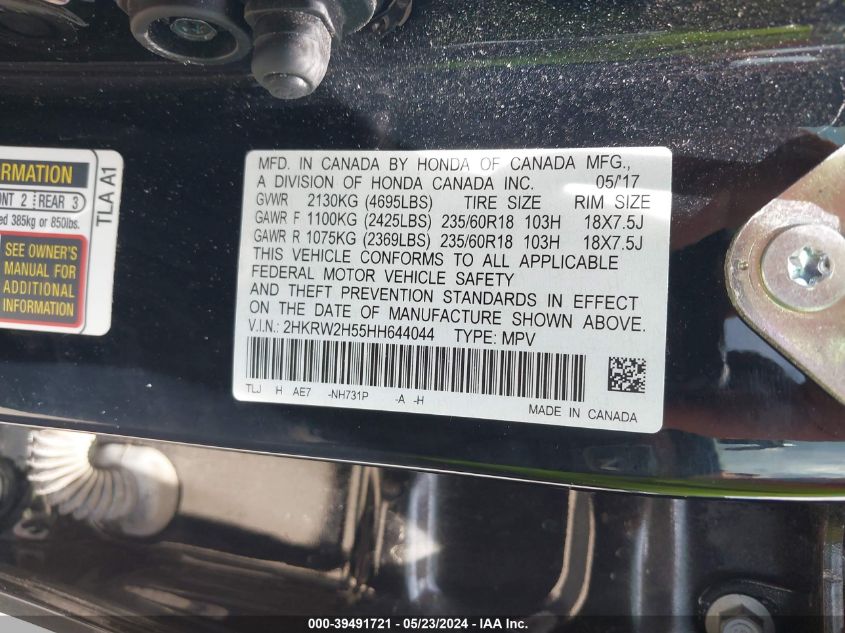 RMATION
ONT 2 REAR 3
ed 385kg or 850lbs.
SEE OWNER'S
MANUAL FOR
ADDITIONAL
INFORMATION
TLA A1
MFD. IN CANADA BY HONDA OF CANADA MFG.,
A DIVISION OF HONDA CANADA INC. 05/'17
GVWR 2130KG (4695LBS) TIRE SIZE RIM SIZE
GAWR F 1100KG (2425LBS) 235/60R18 103H 18X7.5J
GAWR R 1075KG (2369LBS) 235/60R18 103H 18X7.5J
THIS VEHICLE CONFORMS TO ALL APPLICABLE
FEDERAL MOTOR VEHICLE SAFETY
AND THEFT PREVENTION STANDARDS IN EFFECT
ON THE DATE OF MANUFACTURE SHOWN ABOVE.
V.I.N.: 2HKRW2H55HH644044 TYPE: MPV
TLJ H AE7 -NH731P -A -H
MADE IN CANADA
000-39491721 - 05/23/2024 - IAA Inc.